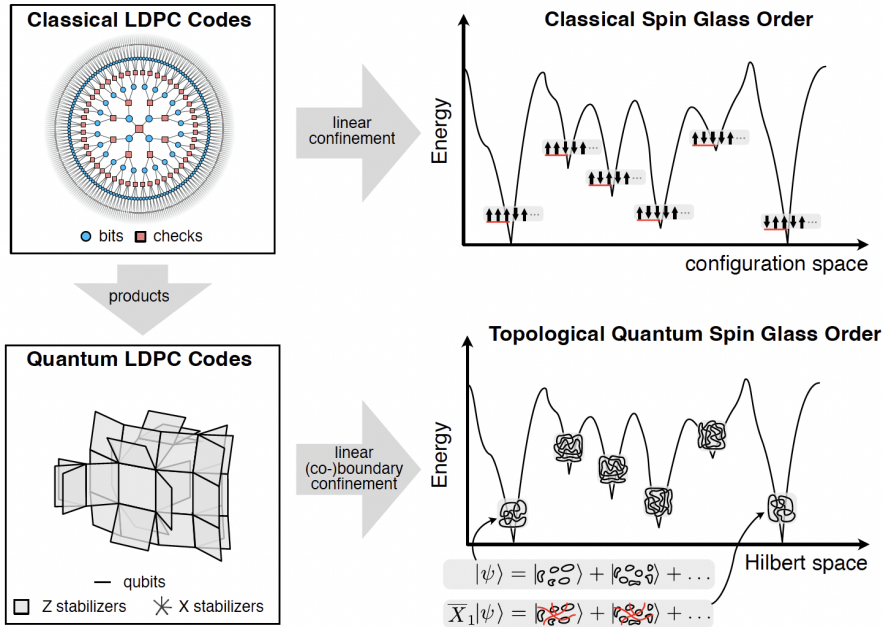 Classical LDPC Codes
bits
checks
linear
confinement
Classical Spin Glass Order
Energy
↑↑↑↓↑...
↑↑↓↓↑...
↑↓↑↓↑...
↑↓↓↓↑...
↑↑↓↓↑...
↓↑↑↓↑...
configuration space
products
Quantum LDPC Codes
qubits
Z stabilizers
X stabilizers
linear
(co-)boundary
confinement
Topological Quantum Spin Glass Order
Energy
Hilbert space
|ψ⟩ = | ⟩ + | ⟩ + ...
X̅₁|ψ⟩ = | ⟩ + | ⟩ + ...